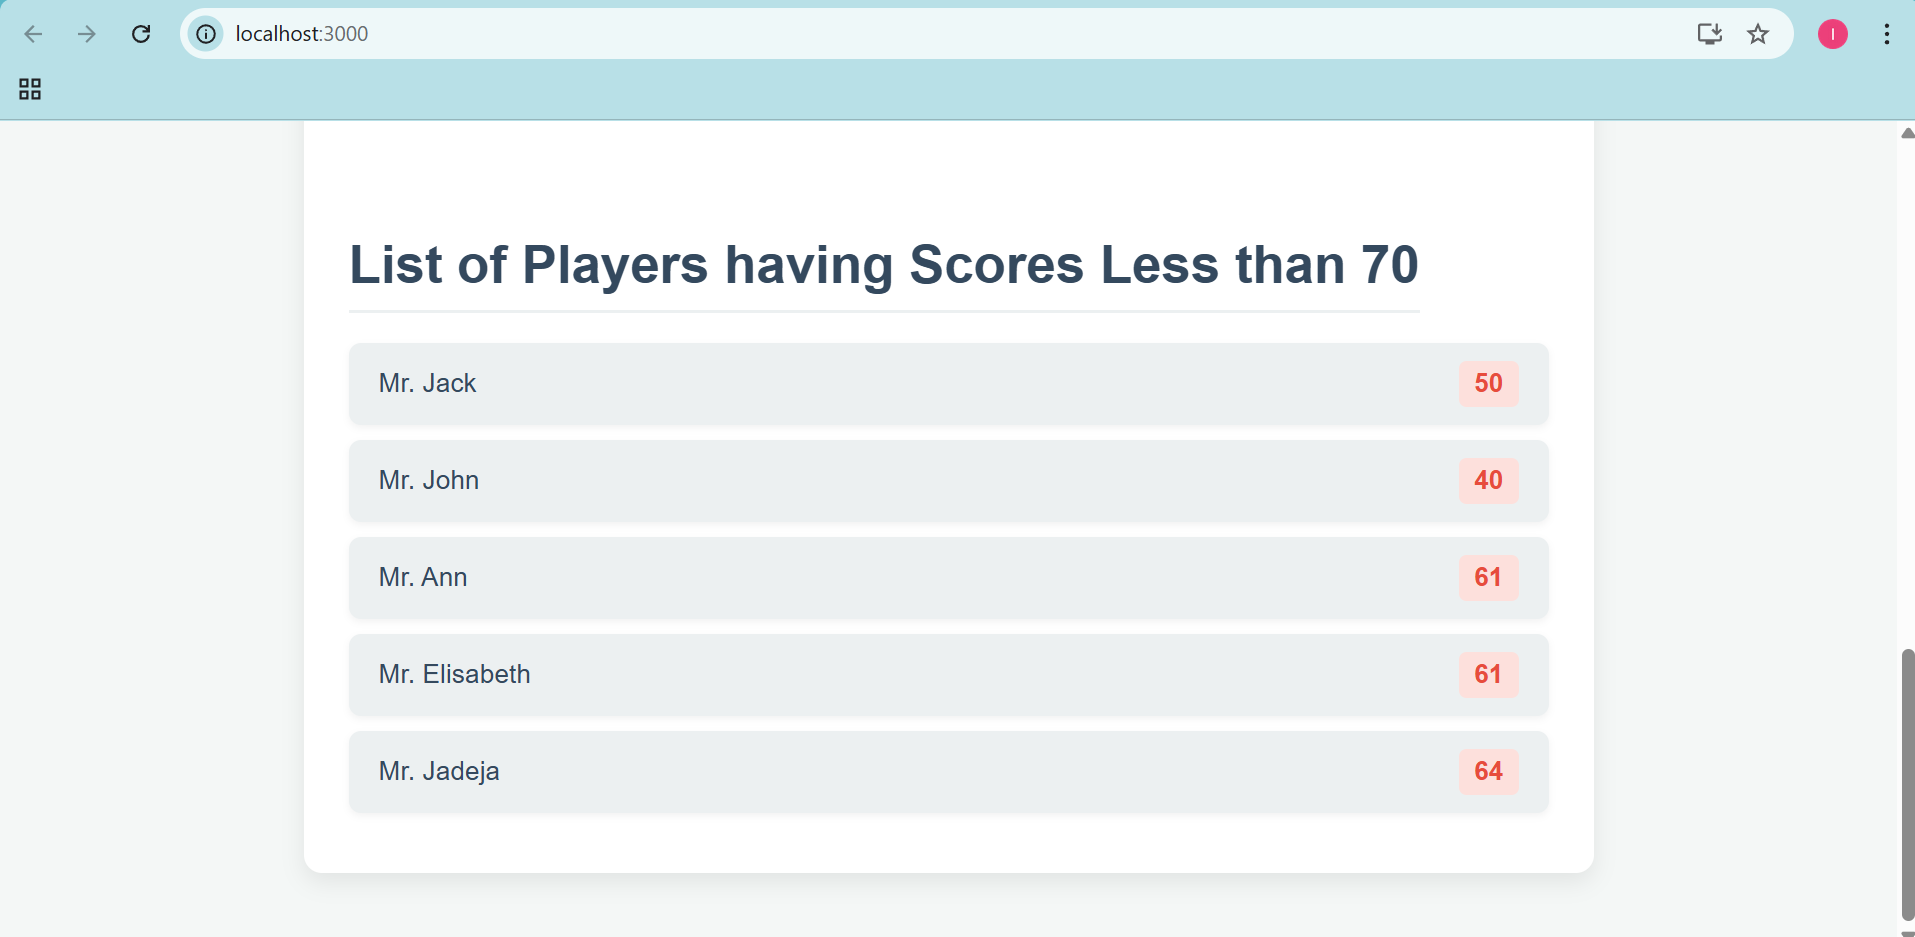 localhost:3000
I
List of Players having Scores Less than 70
Mr. Jack 50
Mr. John 40
Mr. Ann 61
Mr. Elisabeth 61
Mr. Jadeja 64